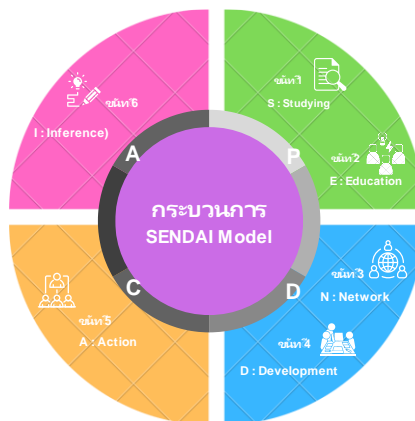 ขั้นที่ 1
S : Studying
ขั้นที่ 2
E : Education
ขั้นที่ 3
N : Network
ขั้นที่ 4
D : Development
ขั้นที่ 5
A : Action
ขั้นที่ 6
I : Inference)
กระบวนการ
SENDAI Model
P
D
C
A